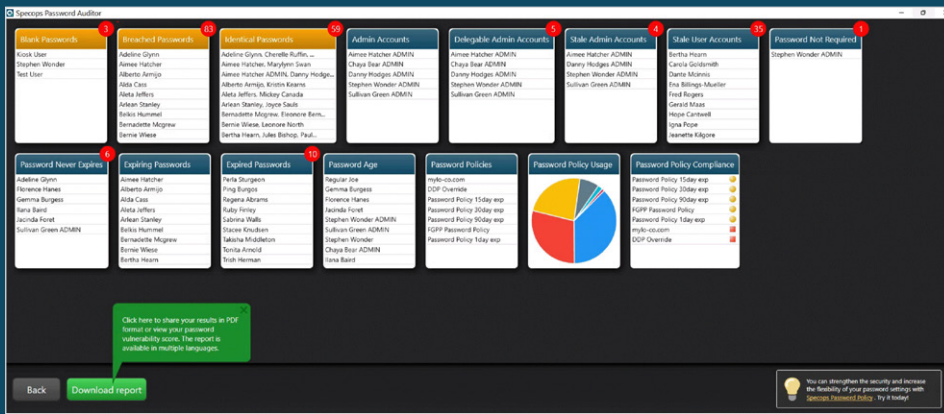 Specops Password Auditor
Blank Passwords
3
Kiosk User
Stephen Wonder
Test User
Breached Passwords
83
Adeline Glynn
Aimee Hatcher
Alberto Armijo
Alda Cass
Aleta Jeffers
Arlean Stanley
Belkis Hummel
Bernadette Mcgrew
Bernie Wiese
Identical Passwords
59
Adeline Glynn, Cherelle Ruffin, ...
Aimee Hatcher, Marylynn Swan
Aimee Hatcher ADMIN, Danny Hodge...
Alberto Armijo, Kristin Kearns
Aleta Jeffers, Mickey Canada
Arlean Stanley, Joyce Sauls
Bernadette Mcgrew, Eleonore Bern...
Bernie Wiese, Leonore North
Bertha Hearn, Jules Bishop, Paul...
Admin Accounts
Aimee Hatcher ADMIN
Chaya Bear ADMIN
Danny Hodges ADMIN
Stephen Wonder ADMIN
Sullivan Green ADMIN
Delegable Admin Accounts
5
Aimee Hatcher ADMIN
Chaya Bear ADMIN
Danny Hodges ADMIN
Stephen Wonder ADMIN
Sullivan Green ADMIN
Stale Admin Accounts
4
Aimee Hatcher ADMIN
Danny Hodges ADMIN
Stephen Wonder ADMIN
Sullivan Green ADMIN
Stale User Accounts
35
Bertha Hearn
Carola Goldsmith
Dante Mcinnis
Ena Billings-Mueller
Fred Rogers
Gerald Maas
Hope Cantwell
Igna Pope
Jeanette Kilgore
Password Not Required
1
Stephen Wonder ADMIN
Password Never Expires
6
Adeline Glynn
Florence Hanes
Gemma Burgess
Ilana Baird
Jacinda Foret
Sullivan Green ADMIN
Expiring Passwords
Aimee Hatcher
Alberto Armijo
Alda Cass
Aleta Jeffers
Arlean Stanley
Belkis Hummel
Bernadette Mcgrew
Bernie Wiese
Bertha Hearn
Expired Passwords
10
Perla Sturgeon
Ping Burgos
Regena Abrams
Ruby Finley
Sabrina Walls
Stacee Knudsen
Takisha Middleton
Tonita Arnold
Trish Herman
Password Age
Regular Joe
Gemma Burgess
Florence Hanes
Jacinda Foret
Stephen Wonder ADMIN
Sullivan Green ADMIN
Stephen Wonder
Chaya Bear ADMIN
Ilana Baird
Password Policies
mylo-co.com
DDP Override
Password Policy 15day exp
Password Policy 30day exp
Password Policy 90day exp
FGPP Password Policy
Password Policy 1day exp
Password Policy Usage
Password Policy Compliance
Password Policy 15day exp
Password Policy 30day exp
Password Policy 90day exp
FGPP Password Policy
Password Policy 1day exp
mylo-co.com
DDP Override
Click here to share your results in PDF
format or view your password
vulnerability score. The report is
available in multiple languages.
Back
Download report
You can strengthen the security and increase
the flexibility of your password settings with
Specops Password Policy. Try it today!